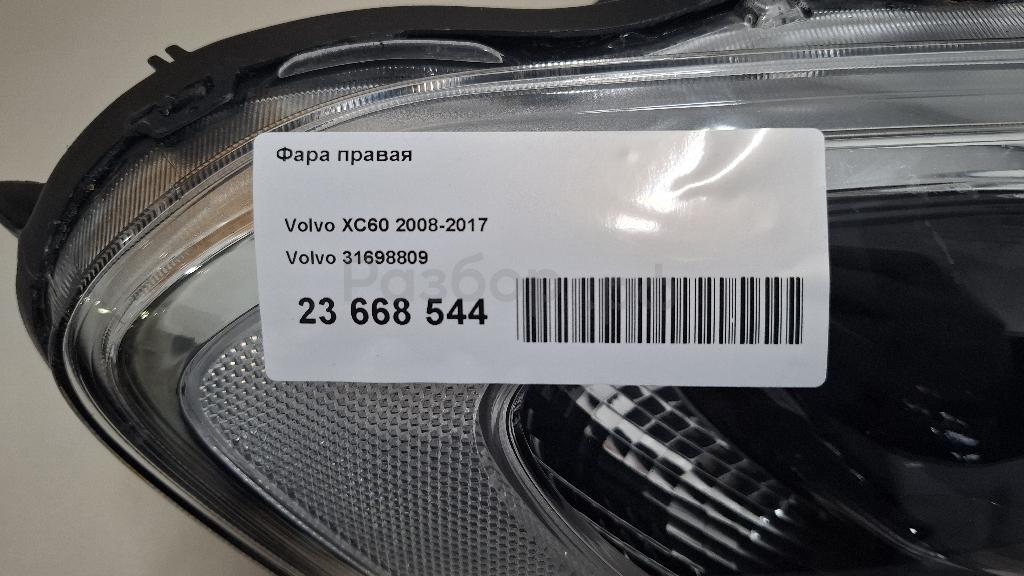 Фара правая
Volvo XC60 2008-2017
Volvo 31698809
23 668 544